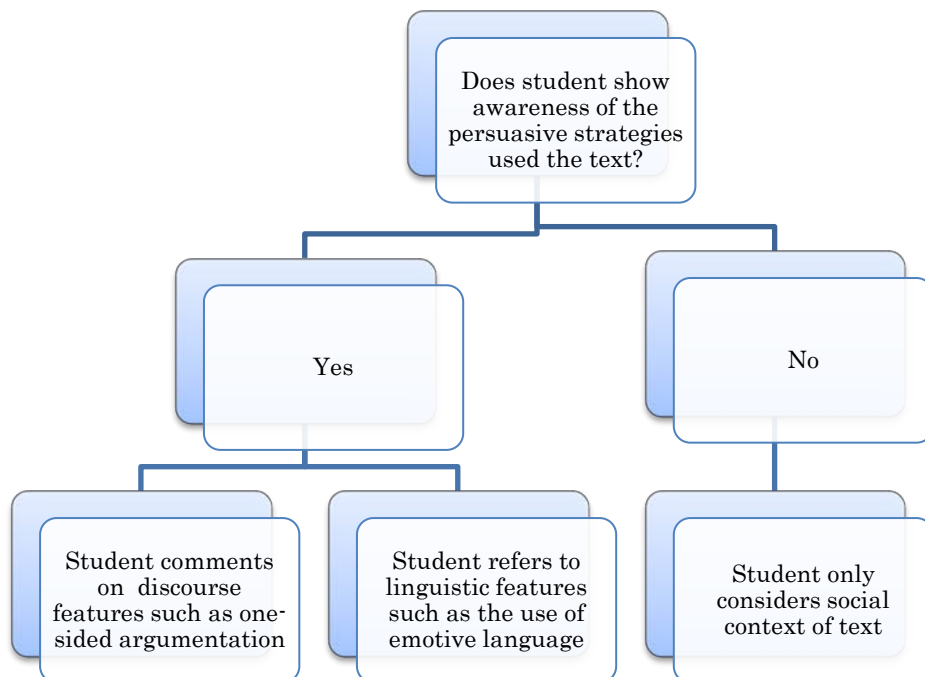 Does student show
awareness of the
persuasive strategies
used the text?
Yes
No
Student comments
on discourse
features such as one-
sided argumentation
Student refers to
linguistic features
such as the use of
emotive language
Student only
considers social
context of text